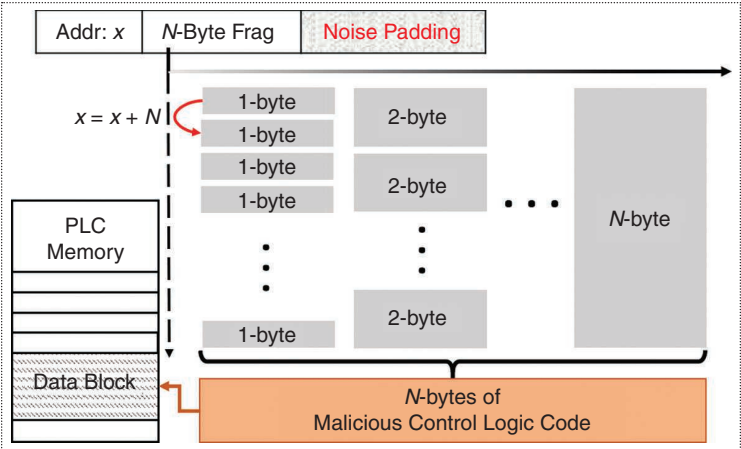 Addr: x
N-Byte Frag
Noise Padding
x = x + N
1-byte
1-byte
1-byte
1-byte
1-byte
2-byte
2-byte
2-byte
N-byte
PLC
Memory
Data Block
N-bytes of
Malicious Control Logic Code